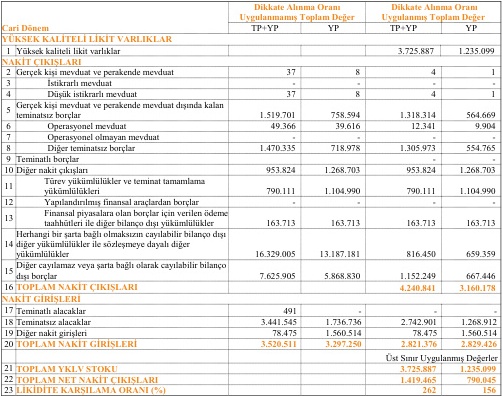 Dikkate Alınma Oranı Dikkate Alınma Oranı
Uygulanmamış Toplam Değer Uygulanmış Toplam Değer
Cari Dönem TP+YP YP TP+YP YP
YÜKSEK KALİTELİ LİKİT VARLIKLAR
1 Yüksek kaliteli likit varlıklar 3.725.887 1.235.099
NAKİT ÇIKIŞLARI
2 Gerçek kişi mevduat ve perakende mevduat 37 8 4 1
3 İstikrarlı mevduat - - - -
4 Düşük istikrarlı mevduat 37 8 4 1
5 Gerçek kişi mevduat ve perakende mevduat dışında kalan
teminatsız borçlar 1.519.701 758.594 1.318.314 564.669
6 Operasyonel mevduat 49.366 39.616 12.341 9.904
7 Operasyonel olmayan mevduat - - - -
8 Diğer teminatsız borçlar 1.470.335 718.978 1.305.973 554.765
9 Teminatlı borçlar - -
10 Diğer nakit çıkışları 953.824 1.268.703 953.824 1.268.703
11 Türev yükümlülükler ve teminat tamamlama
yükümlülükleri 790.111 1.104.990 790.111 1.104.990
12 Yapılandırılmış finansal araçlardan borçlar - - - -
13 Finansal piyasalara olan borçlar için verilen ödeme
taahhütleri ile diğer bilanço dışı yükümlülükler 163.713 163.713 163.713 163.713
14 Herhangi bir şarta bağlı olmaksızın cayılabilir bilanço dışı
diğer yükümlülükler ile sözleşmeye dayalı diğer
yükümlülükler 16.329.005 13.187.181 816.450 659.359
15 Diğer cayılamaz veya şarta bağlı olarak cayılabilir bilanço
dışı borçlar 7.625.905 5.868.830 1.152.249 667.446
16 TOPLAM NAKİT ÇIKIŞLARI 4.240.841 3.160.178
NAKİT GİRİŞLERİ
17 Teminatlı alacaklar 491 - - -
18 Teminatsız alacaklar 3.441.545 1.736.736 2.742.901 1.268.912
19 Diğer nakit girişleri 78.475 1.560.514 78.475 1.560.514
20 TOPLAM NAKİT GİRİŞLERİ 3.520.511 3.297.250 2.821.376 2.829.426
Üst Sınır Uygulanmış Değerler
21 TOPLAM YKLV STOKU 3.725.887 1.235.099
22 TOPLAM NET NAKİT ÇIKIŞLARI 1.419.465 790.045
23 LİKİDİTE KARŞILAMA ORANI (%) 262 156